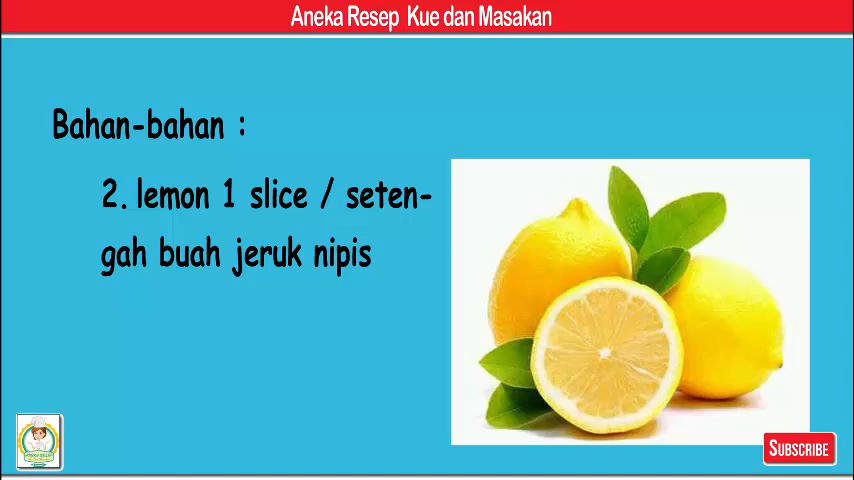 Aneka Resep Kue dan Masakan
Bahan-bahan :
2. lemon 1 slice / seten-
gah buah jeruk nipis
SUBSCRIBE